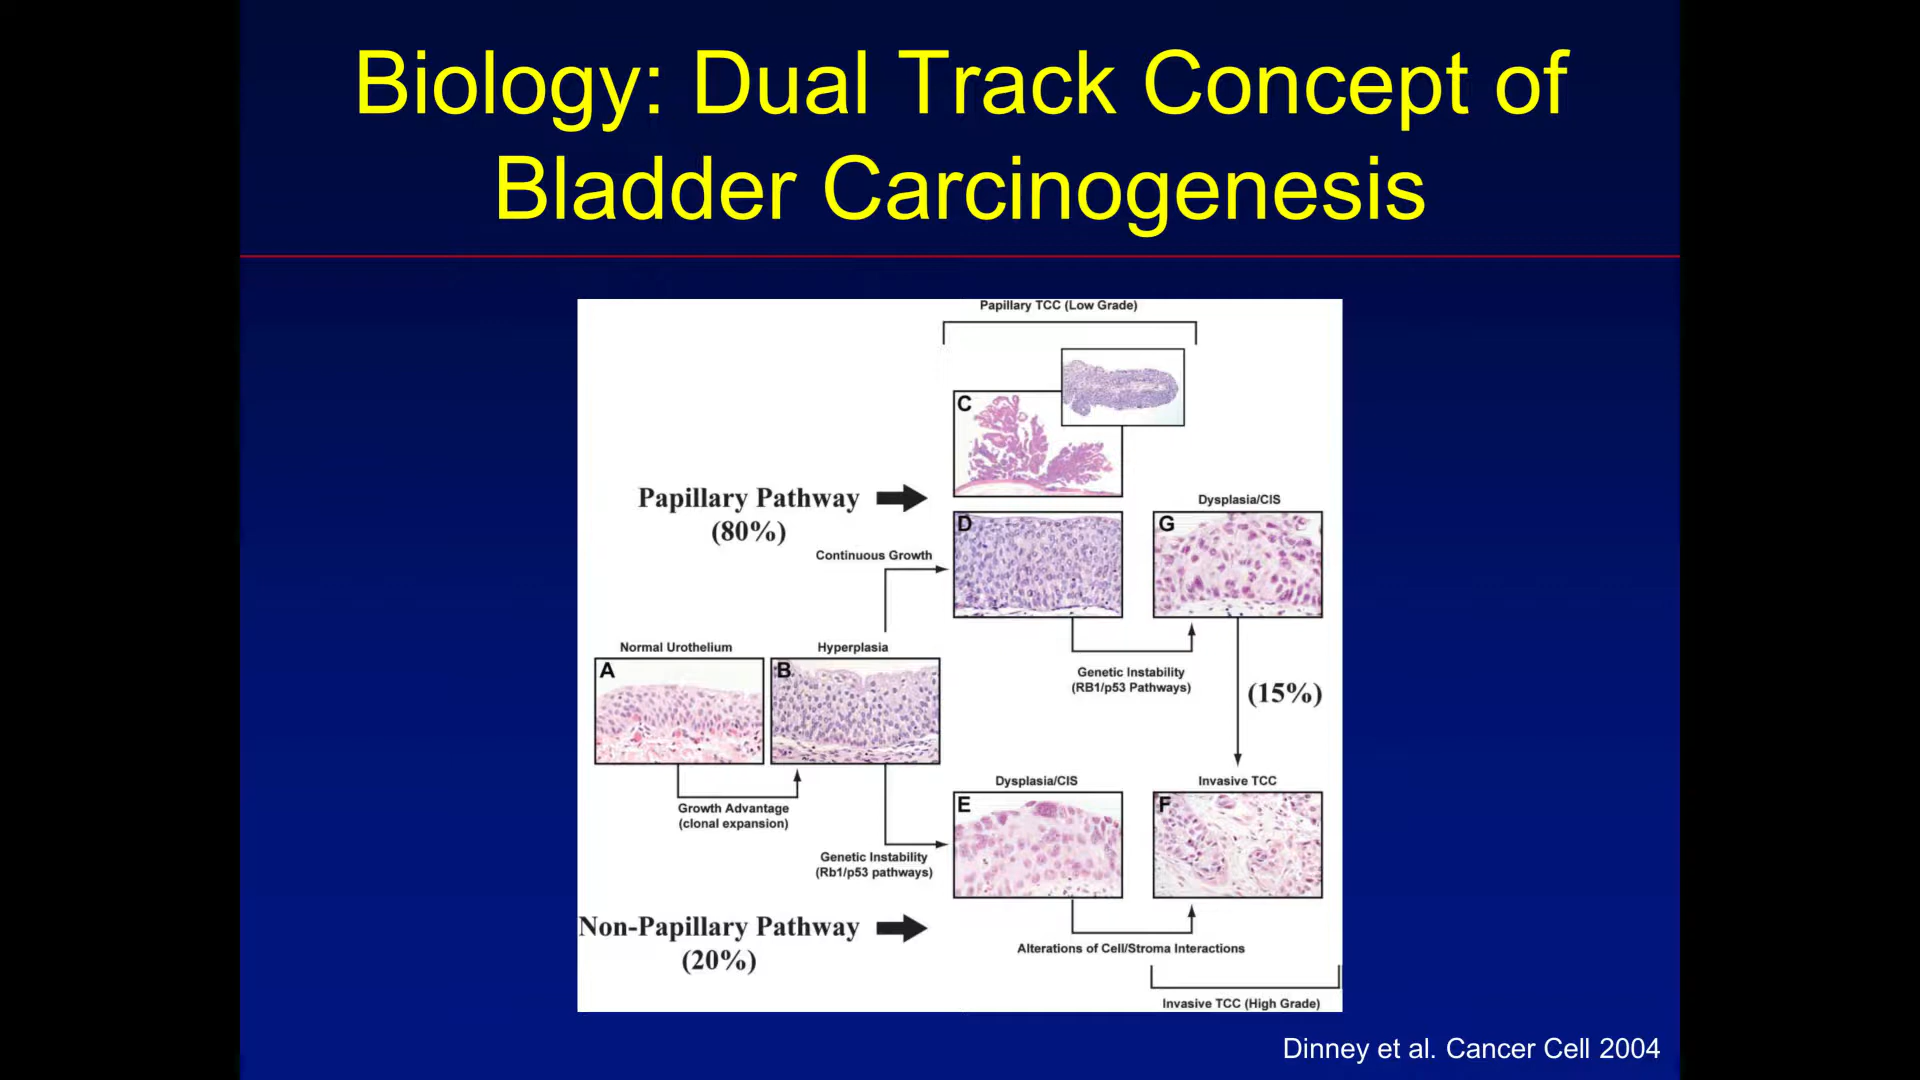 Biology: Dual Track Concept of
Bladder Carcinogenesis
Papillary TCC (Low Grade)
C
Papillary Pathway
(80%)
Dysplasia/CIS
D
G
Continuous Growth
Normal Urothelium
Hyperplasia
A
B
Genetic Instability
(RB1/p53 Pathways)
(15%)
Growth Advantage
(clonal expansion)
Dysplasia/CIS
Invasive TCC
E
F
Genetic Instability
(Rb1/p53 pathways)
Non-Papillary Pathway
(20%)
Alterations of Cell/Stroma Interactions
Invasive TCC (High Grade)
Dinney et al. Cancer Cell 2004